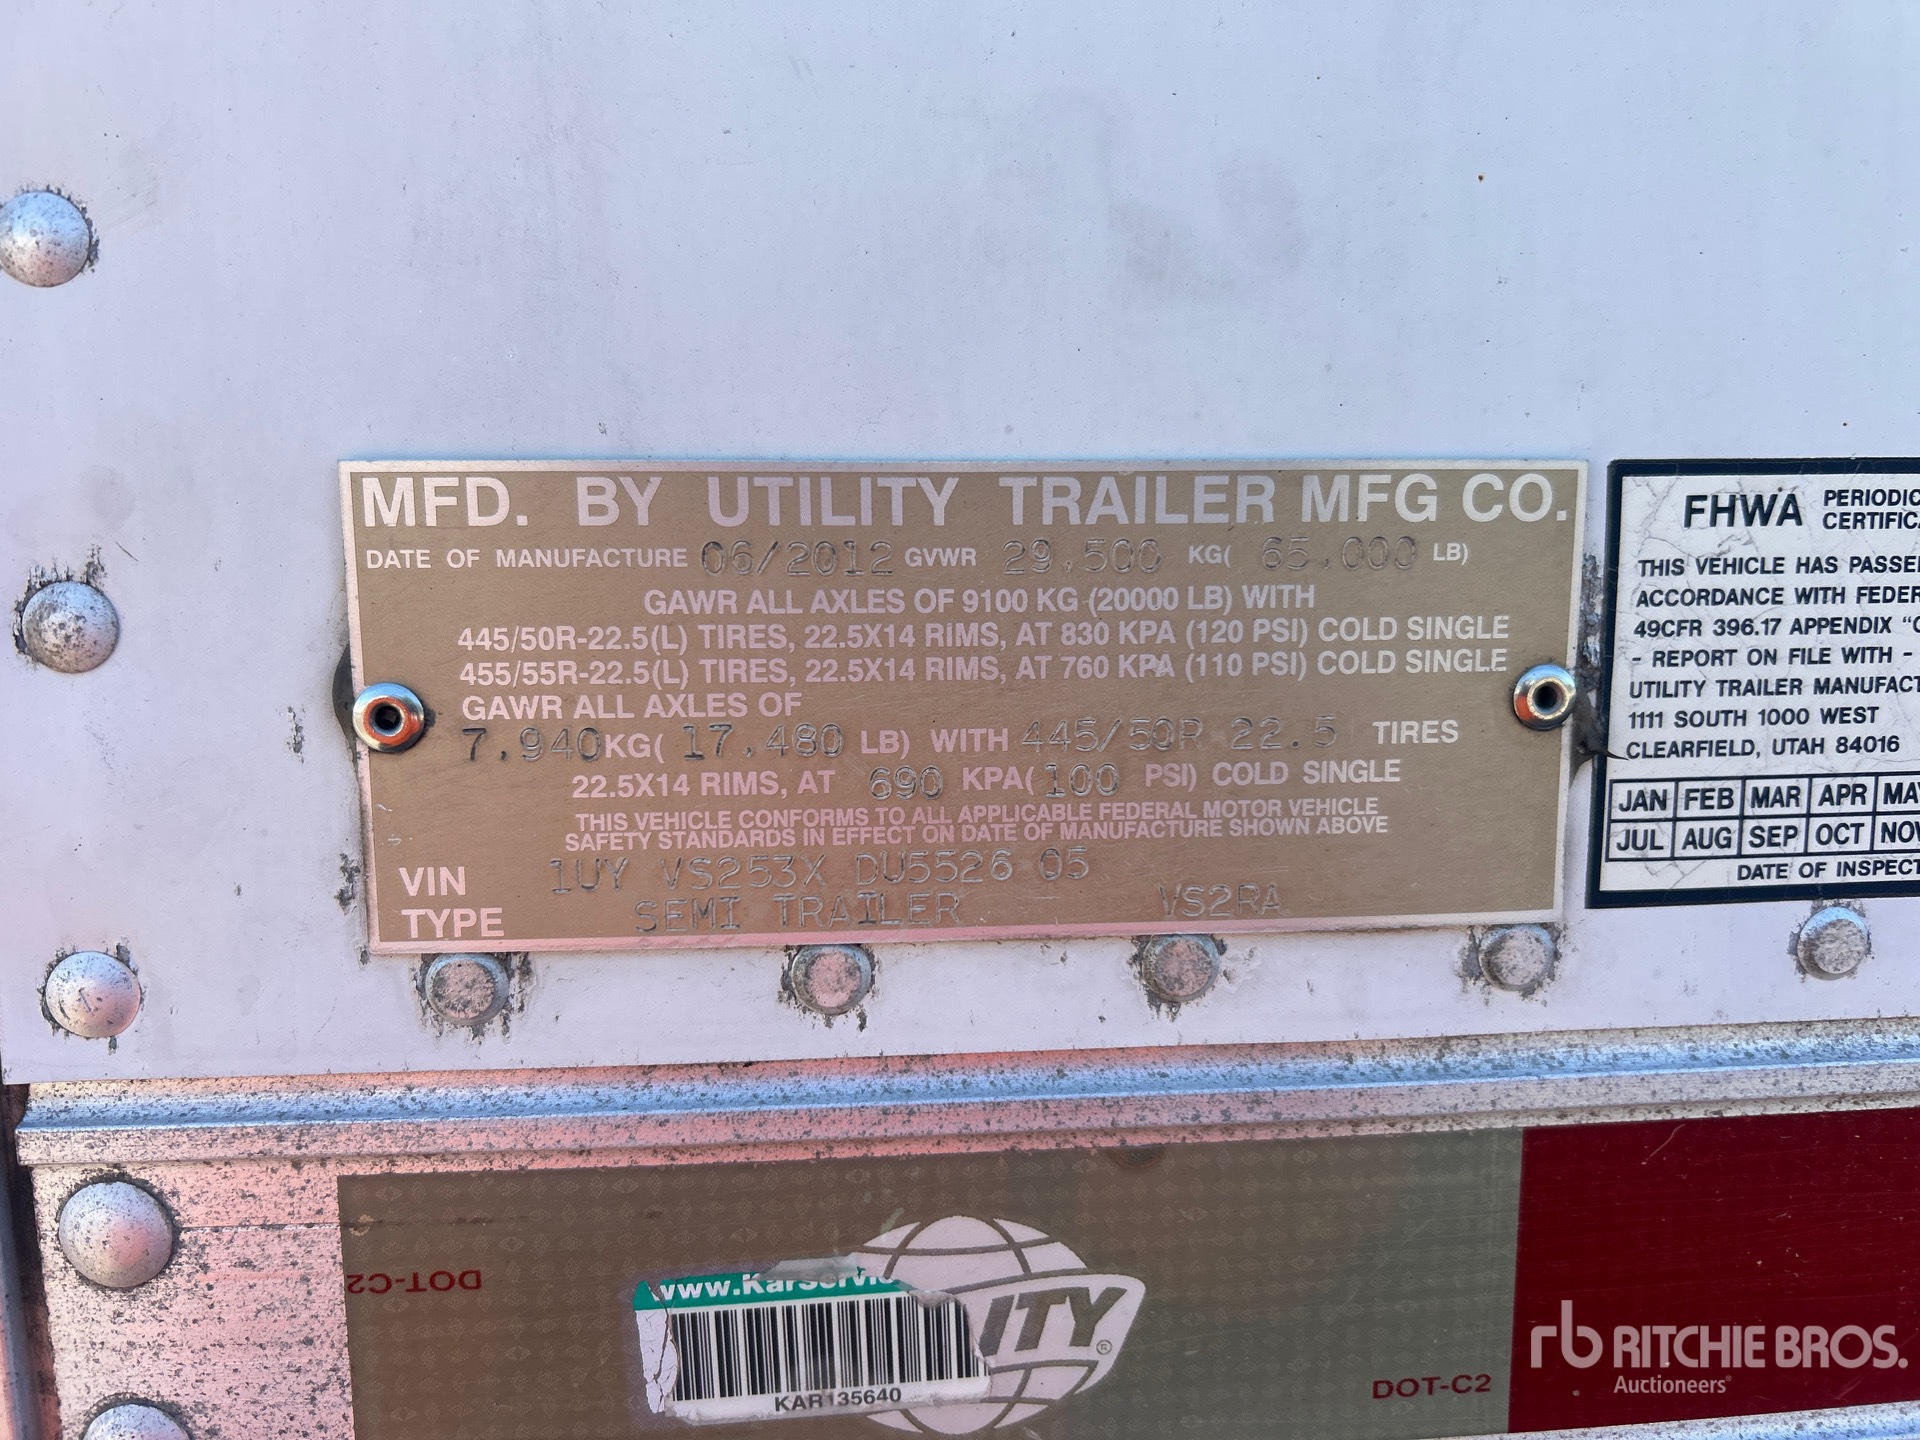 MFD. BY UTILITY TRAILER MFG CO.
DATE OF MANUFACTURE 06/2012 GVWR 29,500 KG( 65,000 LB)
GAWR ALL AXLES OF 9100 KG (20000 LB) WITH
445/50R-22.5(L) TIRES, 22.5X14 RIMS, AT 830 KPA (120 PSI) COLD SINGLE
455/55R-22.5(L) TIRES, 22.5X14 RIMS, AT 760 KPA (110 PSI) COLD SINGLE
GAWR ALL AXLES OF
7,940KG( 17,480 LB) WITH 445/50R 22.5 TIRES
22.5X14 RIMS, AT 690 KPA(100 PSI) COLD SINGLE
THIS VEHICLE CONFORMS TO ALL APPLICABLE FEDERAL MOTOR VEHICLE
SAFETY STANDARDS IN EFFECT ON DATE OF MANUFACTURE SHOWN ABOVE
VIN 1UY VS253X DU5526 05
TYPE SEMI TRAILER VS2RA
FHWA PERIODIC
CERTIFICA
THIS VEHICLE HAS PASSE
ACCORDANCE WITH FEDER
49CFR 396.17 APPENDIX "G
- REPORT ON FILE WITH -
UTILITY TRAILER MANUFACT
1111 SOUTH 1000 WEST
CLEARFIELD, UTAH 84016
JAN FEB MAR APR MAY
JUL AUG SEP OCT NOV
DATE OF INSPECT
DOT-C2
www.KarServic
ITY®
KAR135640
DOT-C2
rb RITCHIE BROS.
Auctioneers